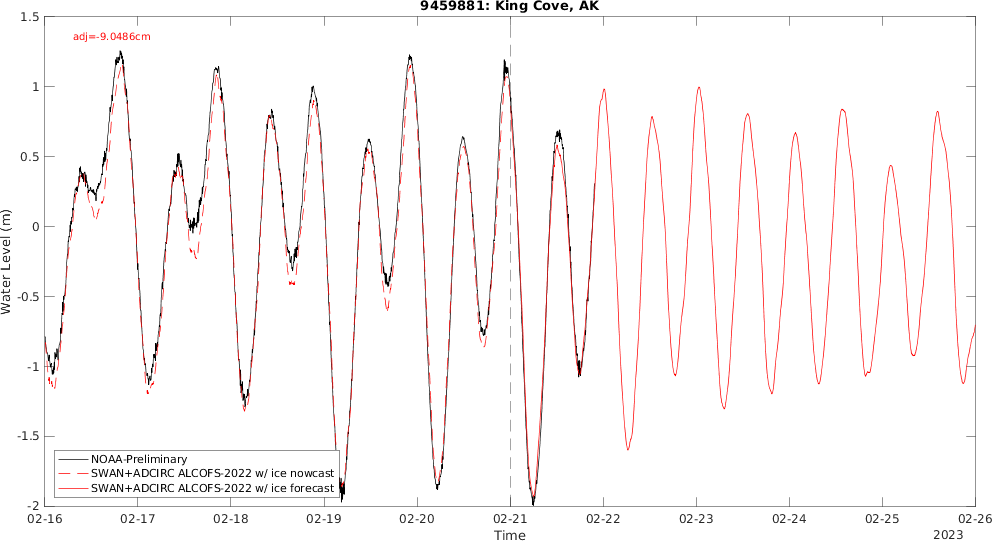 9459881: King Cove, AK
adj=-9.0486cm
1.5
1
0.5
0
-0.5
-1
-1.5
-2
Water Level (m)
NOAA-Preliminary
SWAN+ADCIRC ALCOFS-2022 w/ ice nowcast
SWAN+ADCIRC ALCOFS-2022 w/ ice forecast
02-16 02-17 02-18 02-19 02-20 02-21 02-22 02-23 02-24 02-25 02-26
Time
2023